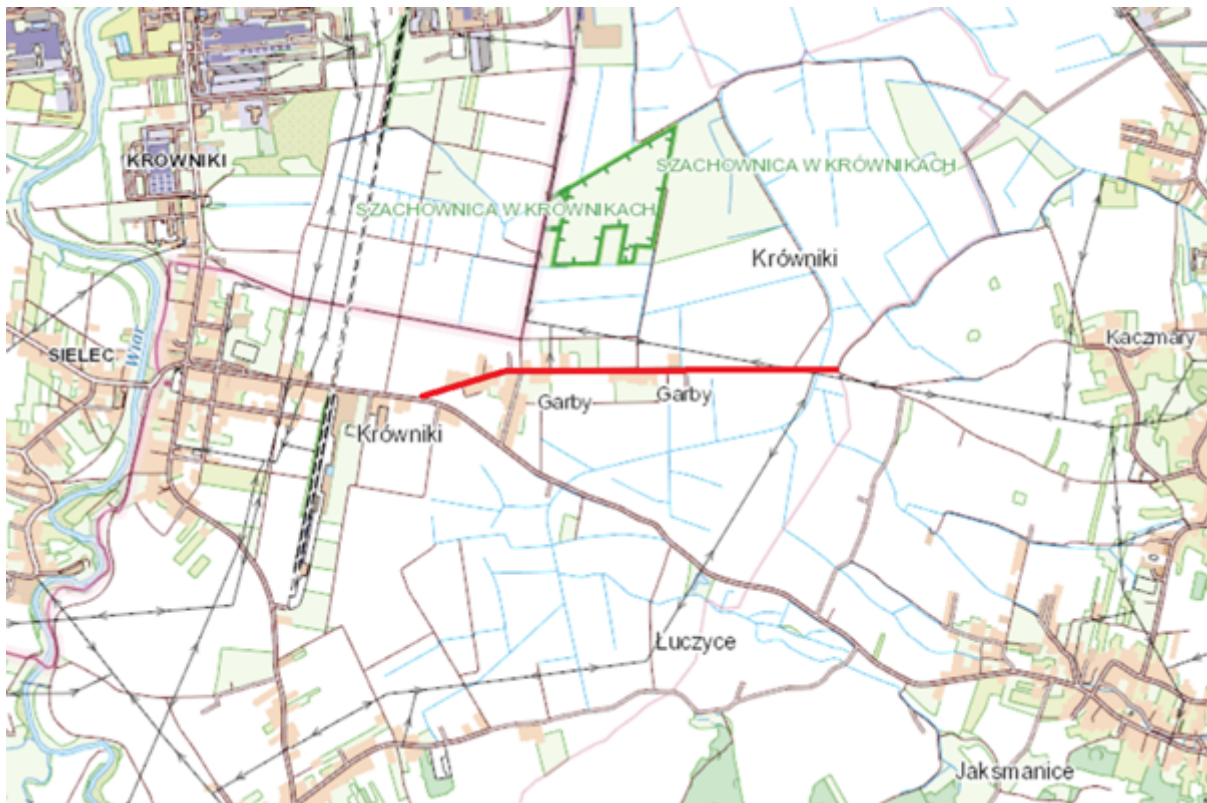 KRÓWNIKI
SZACHOWNICA W KRÓWNIKACH
SZACHOWNICA W KRÓWNIKACH
Krówniki
Wiar
SIELEC
Kaczmary
Garby
Garby
Krówniki
Łuczyce
Jaksmanice